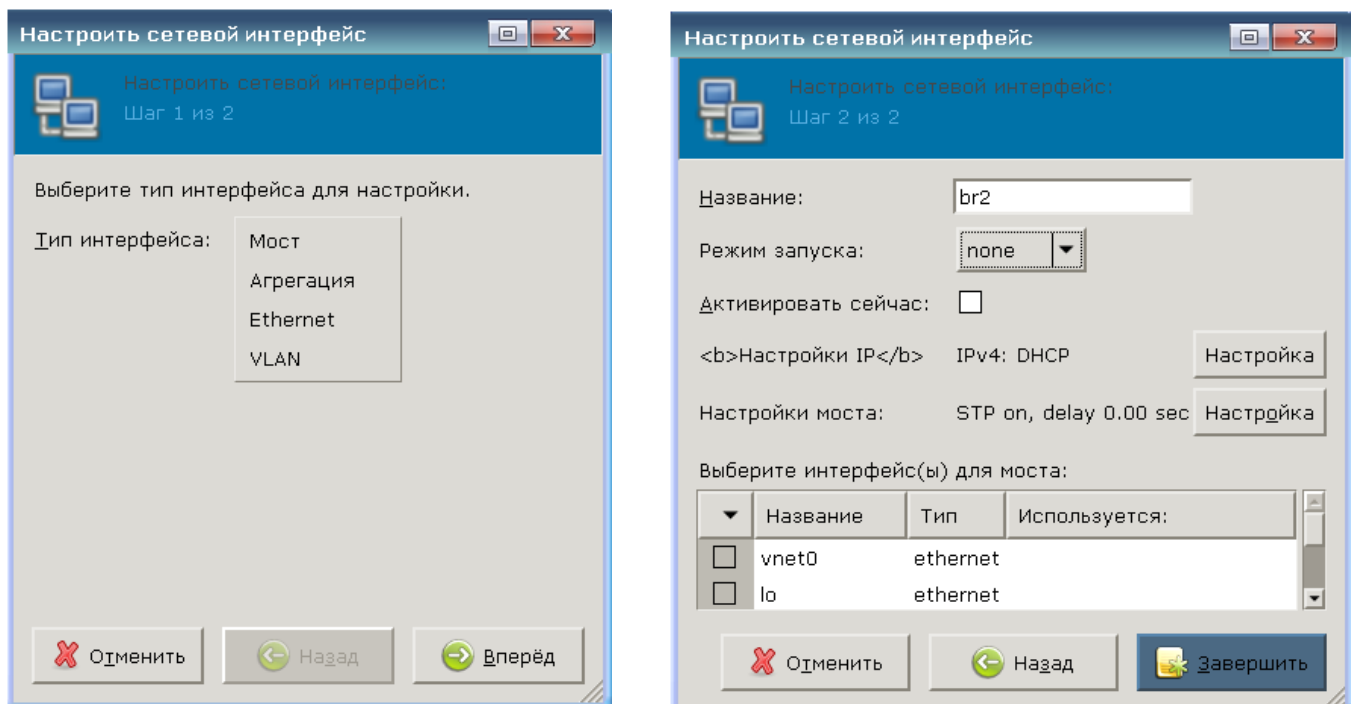 Настроить сетевой интерфейс
Настроить сетевой интерфейс:
Шаг 1 из 2
Выберите тип интерфейса для настройки.
Тип интерфейса:
Мост
Агрегация
Ethernet
VLAN
Отменить Назад Вперёд
Настроить сетевой интерфейс
Настроить сетевой интерфейс:
Шаг 2 из 2
Название: br2
Режим запуска: none
Активировать сейчас:
<b>Настройки IP</b> IPv4: DHCP Настройка
Настройки моста: STP on, delay 0.00 sec Настройка
Выберите интерфейс(ы) для моста:
Название Тип Используется:
vnet0 ethernet
lo ethernet
Отменить Назад Завершить